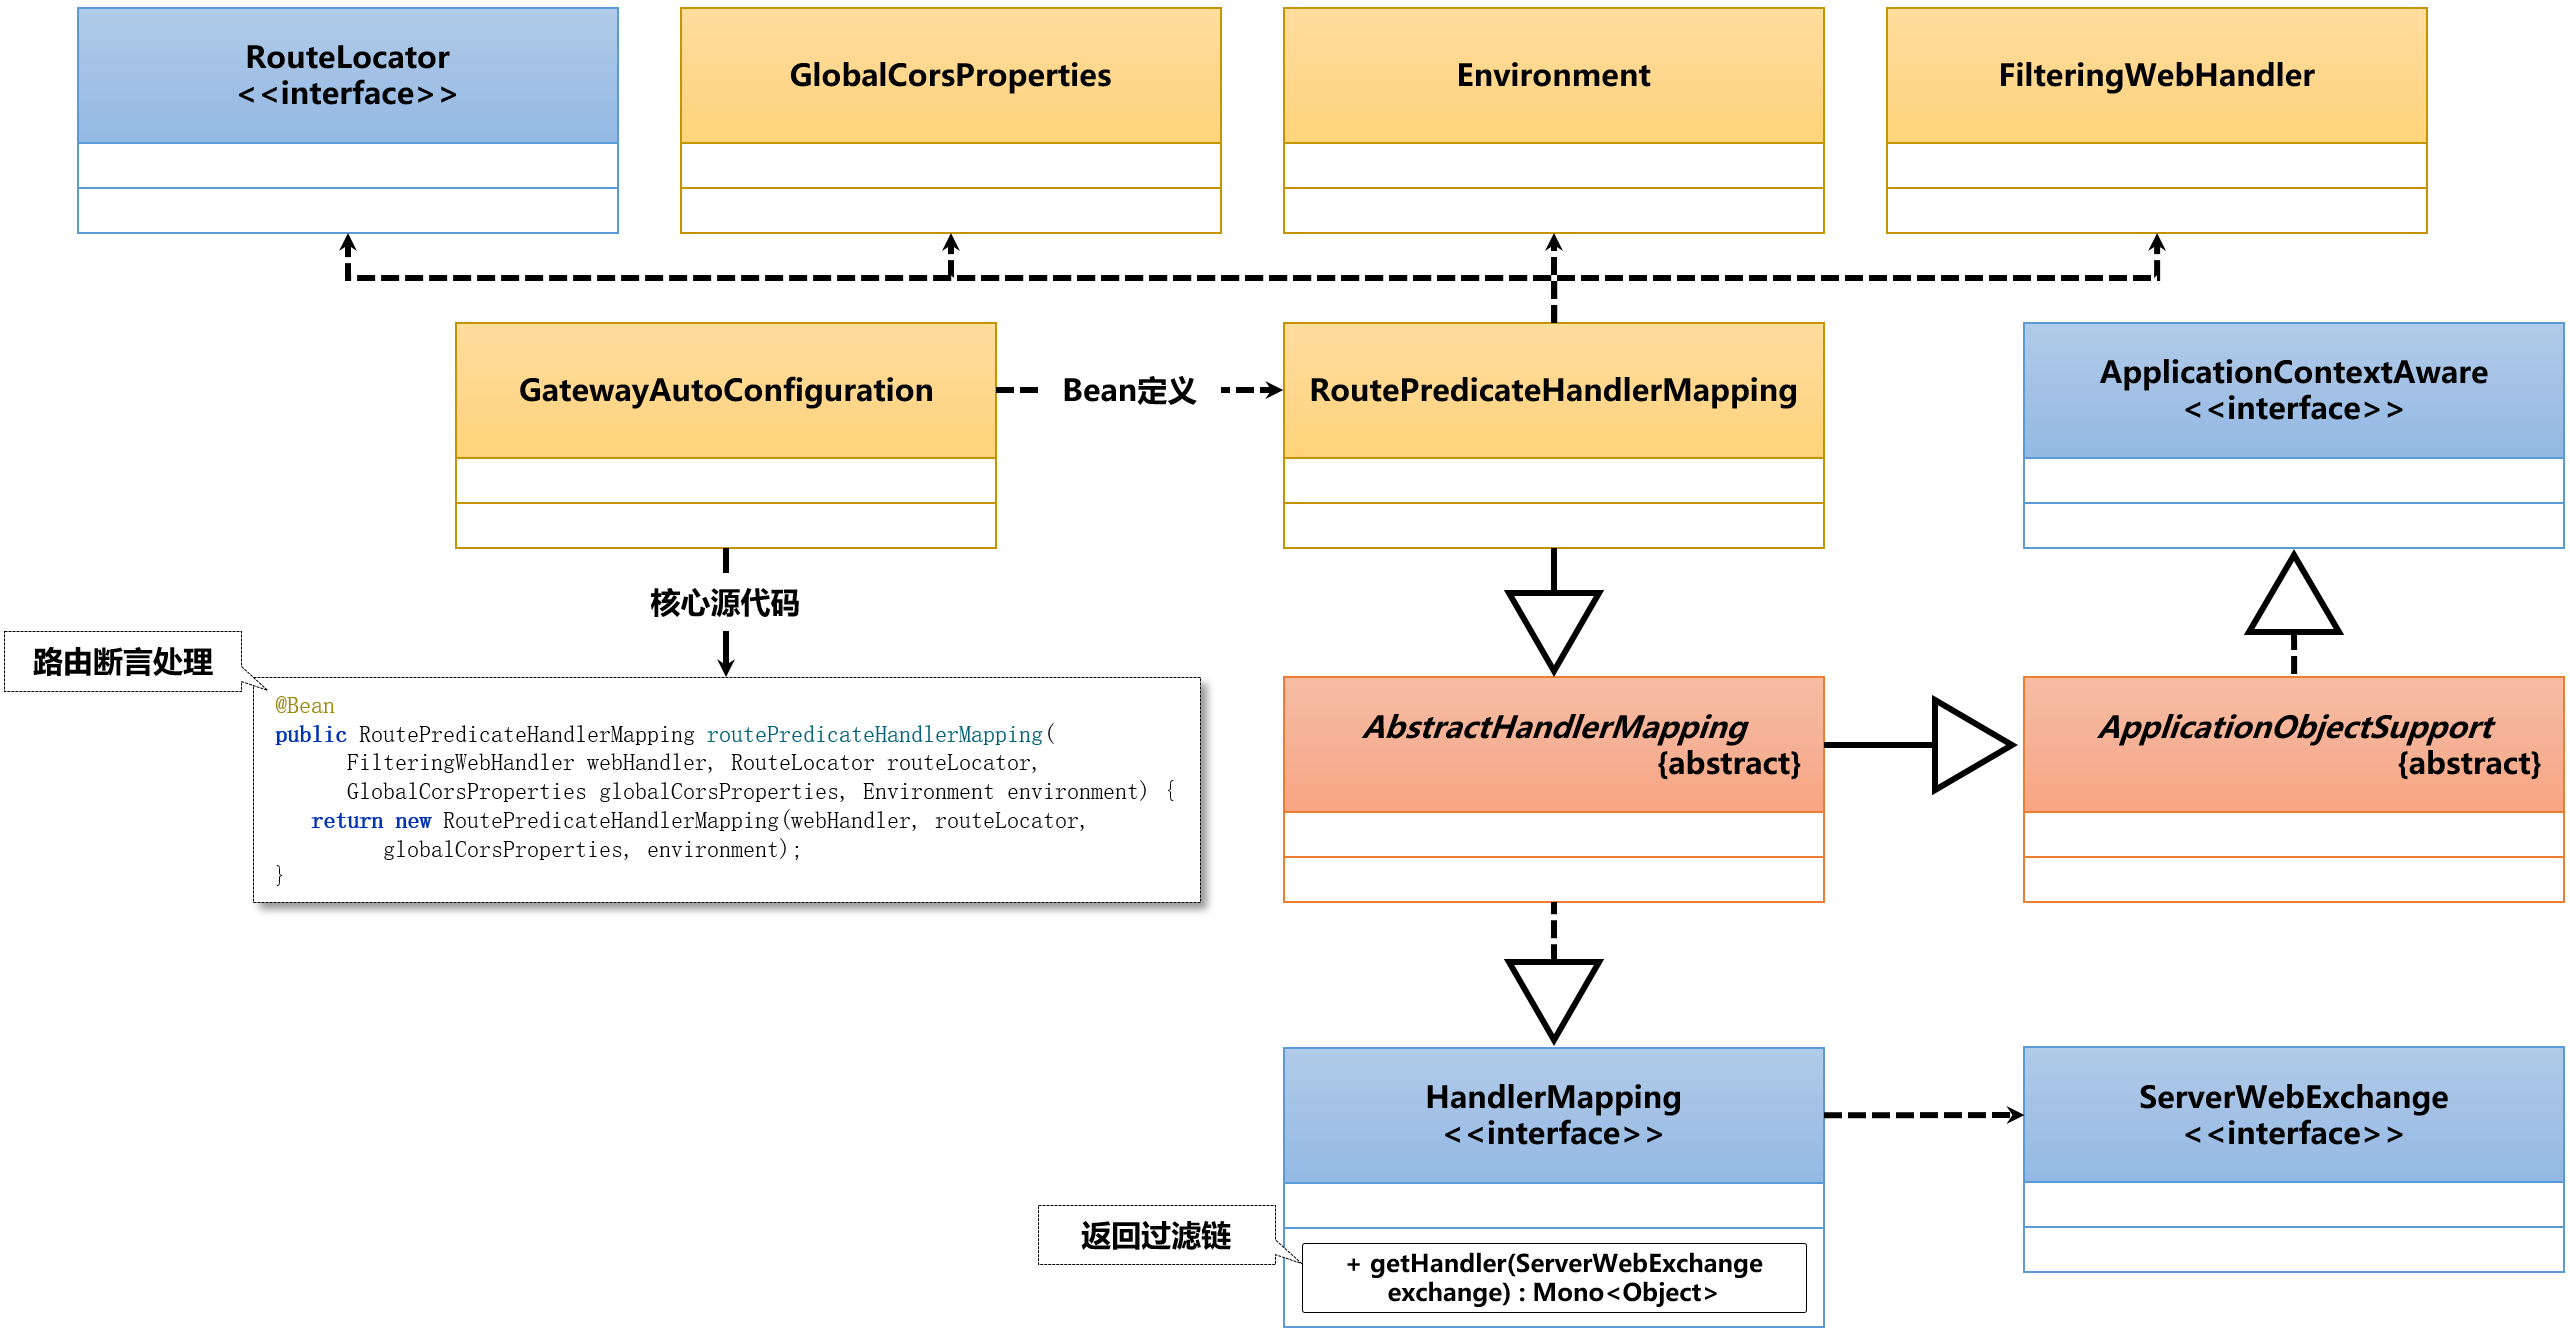 RouteLocator
<<interface>>
GlobalCorsProperties
Environment
FilteringWebHandler
GatewayAutoConfiguration
Bean定义
RoutePredicateHandlerMapping
ApplicationContextAware
<<interface>>
核心源代码
路由断言处理
@Bean
public RoutePredicateHandlerMapping routePredicateHandlerMapping(
FilteringWebHandler webHandler, RouteLocator routeLocator,
GlobalCorsProperties globalCorsProperties, Environment environment) {
return new RoutePredicateHandlerMapping(webHandler, routeLocator,
globalCorsProperties, environment);
}
AbstractHandlerMapping
{abstract}
ApplicationObjectSupport
{abstract}
HandlerMapping
<<interface>>
ServerWebExchange
<<interface>>
返回过滤链
+ getHandler(ServerWebExchange
exchange) : Mono<Object>